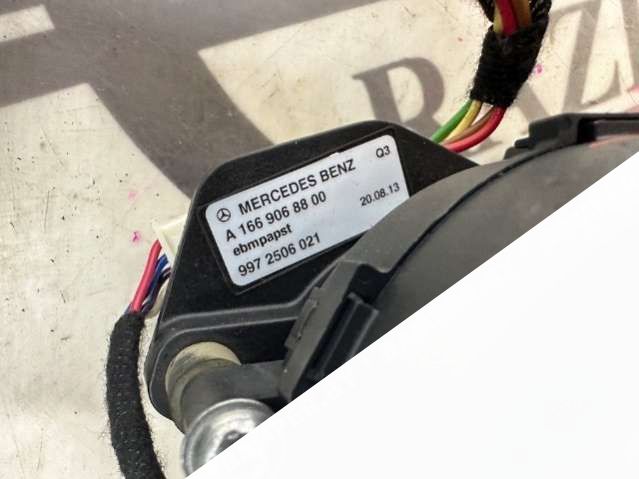 MERCEDES BENZ Q3
A 166 906 88 00
ebmpapst 20.08.13
997 2506 021